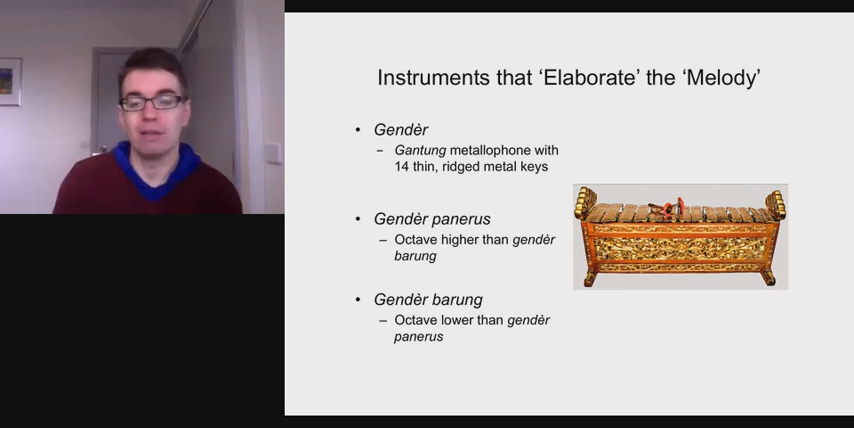 Instruments that ‘Elaborate’ the ‘Melody’
• Gendèr
– Gantung metallophone with
14 thin, ridged metal keys
• Gendèr panerus
– Octave higher than gendèr
barung
• Gendèr barung
– Octave lower than gendèr
panerus